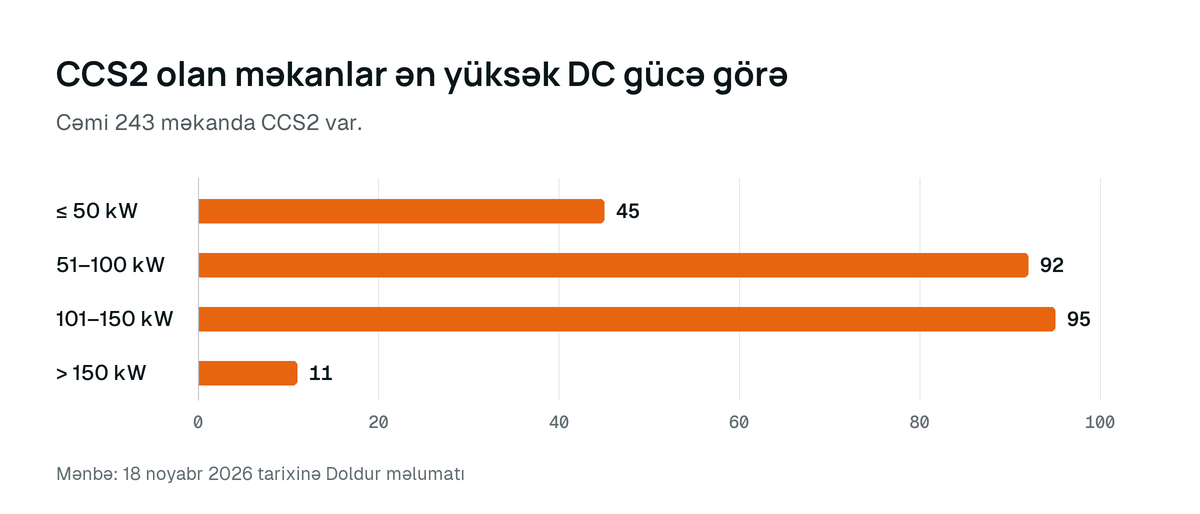 CCS2 olan məkanlar ən yüksək DC gücə görə
Cəmi 243 məkanda CCS2 var.
≤ 50 kW 45
51–100 kW 92
101–150 kW 95
> 150 kW 11
0 20 40 60 80 100
Mənbə: 18 noyabr 2026 tarixinə Doldur məlumatı